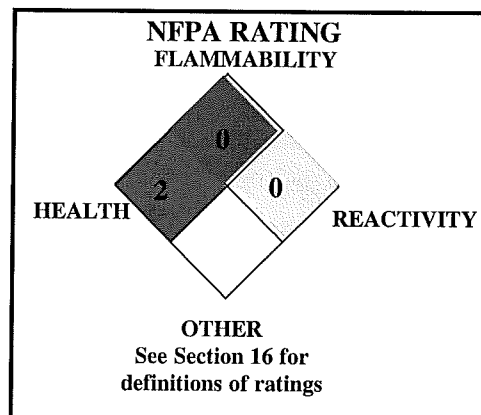 NFPA RATING
FLAMMABILITY
0
2
0
HEALTH
REACTIVITY
OTHER
See Section 16 for
definitions of ratings